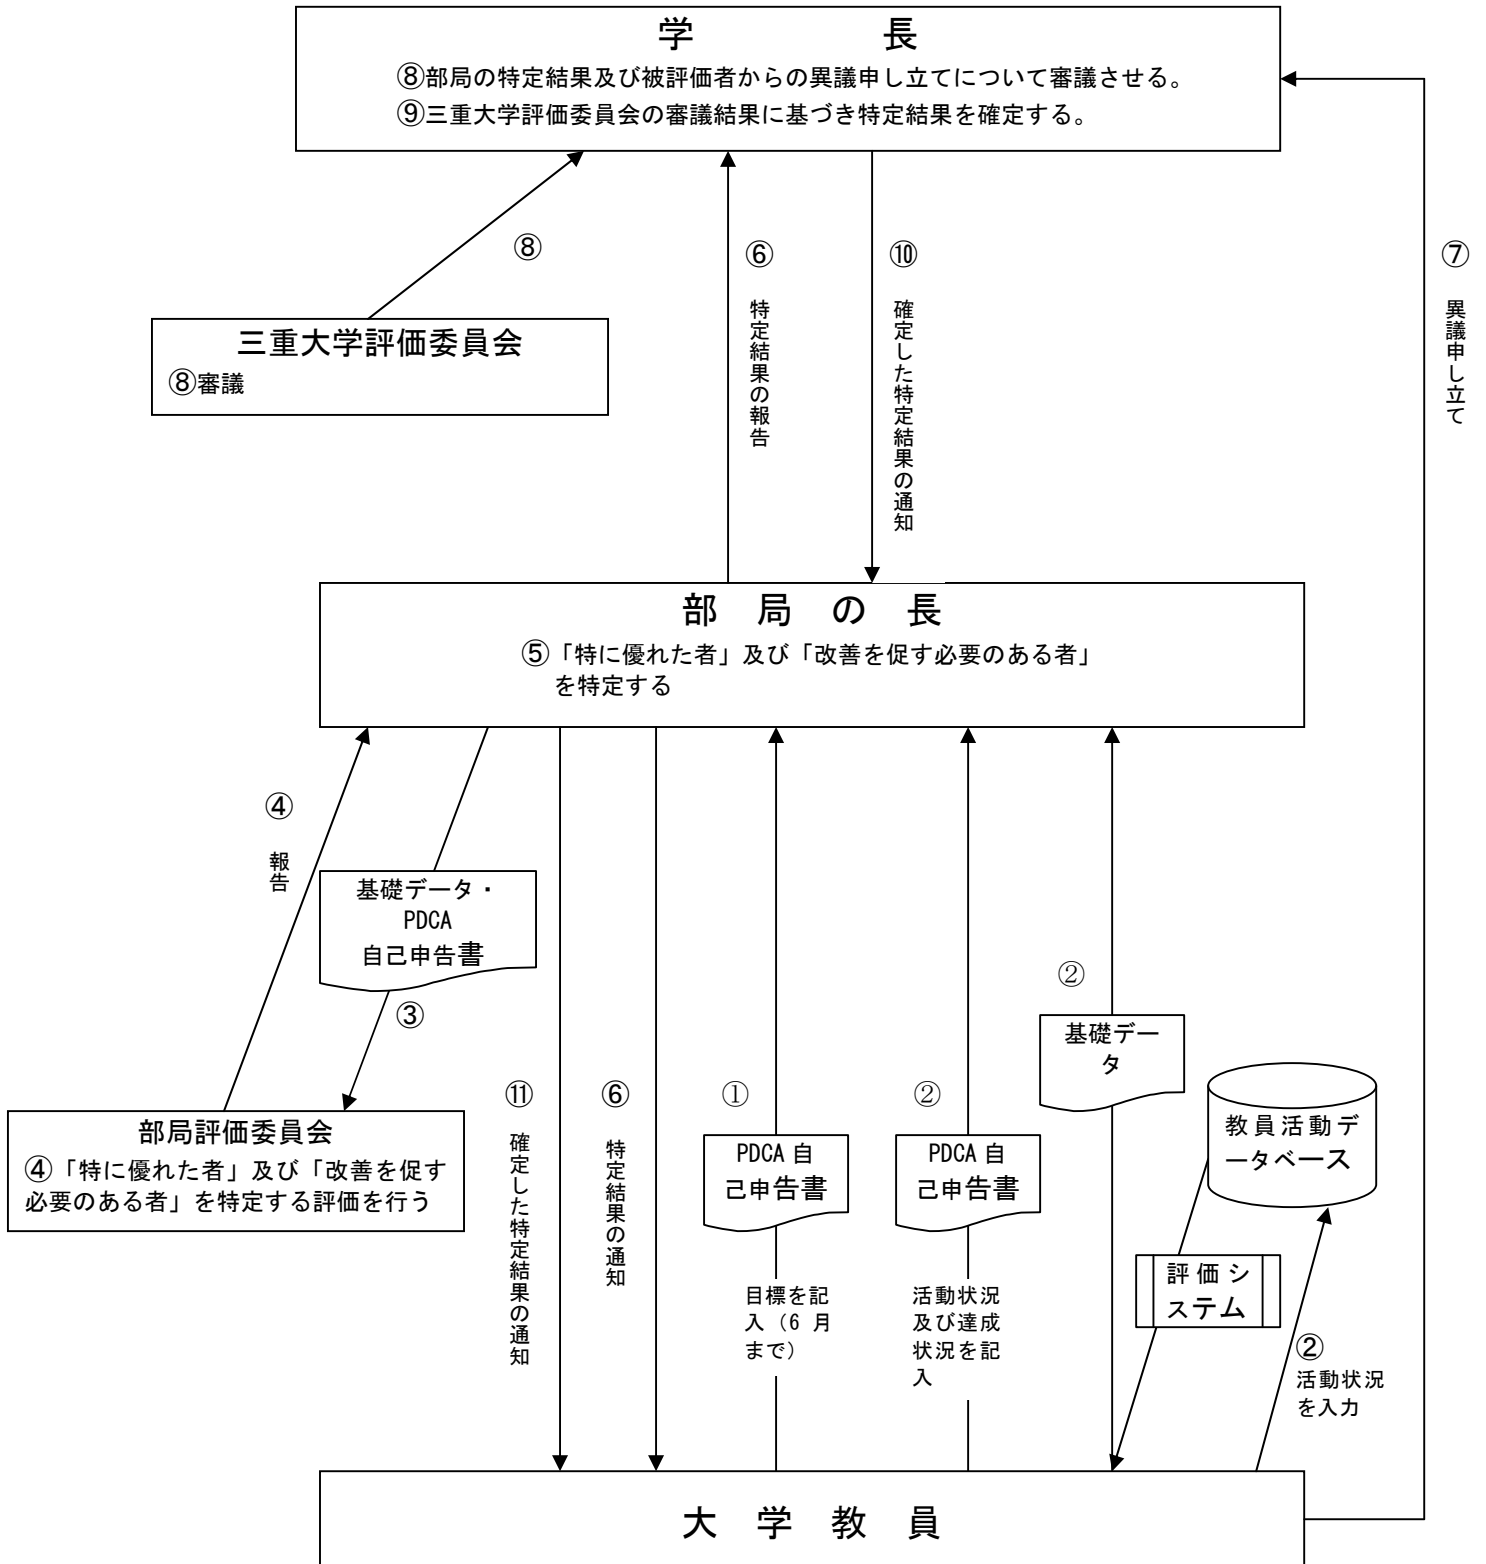 学 長
⑧部局の特定結果及び被評価者からの異議申し立てについて審議させる。
⑨三重大学評価委員会の審議結果に基づき特定結果を確定する。
⑧
三重大学評価委員会
⑧審議
⑥
特定結果の報告
⑩
確定した特定結果の通知
⑦
異議申し立て
部 局 の 長
⑤「特に優れた者」及び「改善を促す必要のある者」
を特定する
④
報告
基礎データ・
PDCA
自己申告書
③
部局評価委員会
④「特に優れた者」及び「改善を促す
必要のある者」を特定する評価を行う
⑪
確定した特定結果の通知
⑥
特定結果の通知
①
PDCA 自
己申告書
目標を記
入（6 月
まで）
②
PDCA 自
己申告書
活動状況
及び達成
状況を記
入
②
基礎デー
タ
教員活動デ
ータベース
評価シ
ステム
②
活動状況
を入力
大 学 教 員